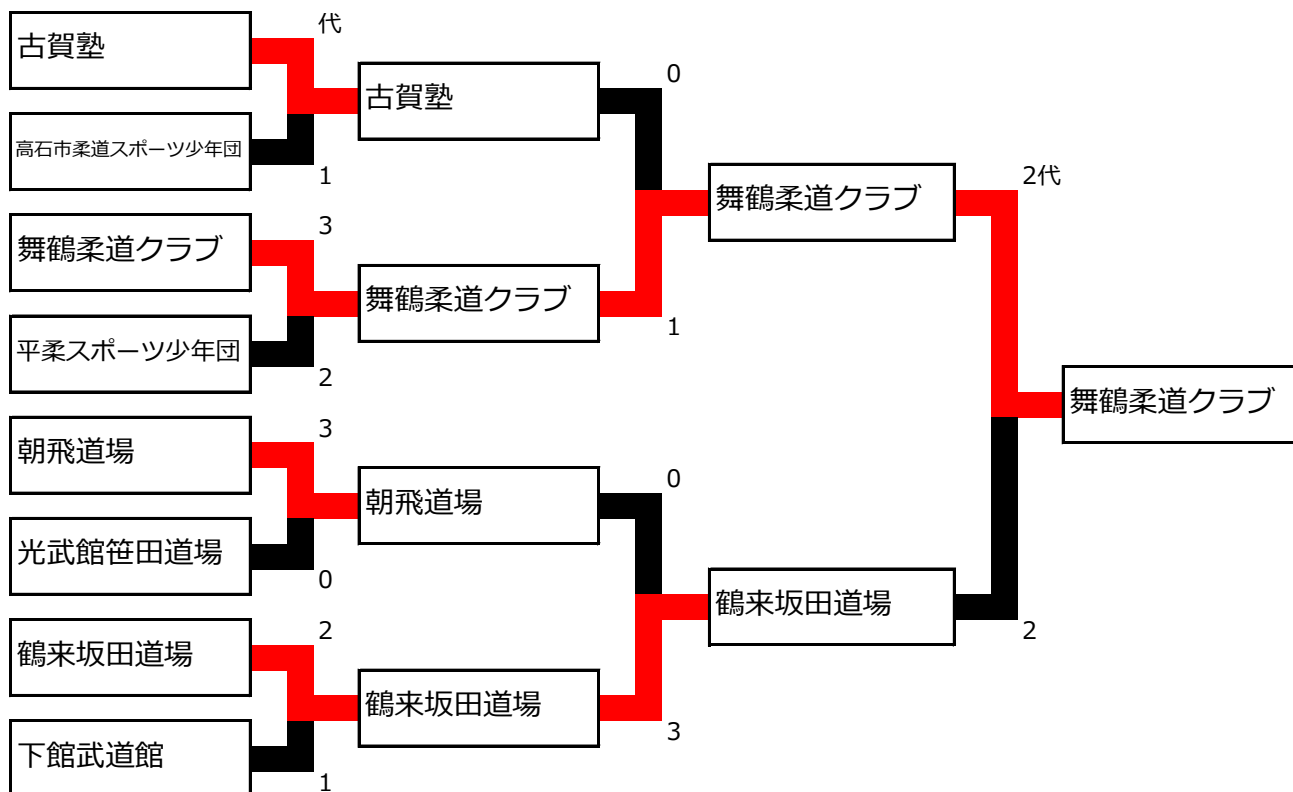 古賀塾
代
高石市柔道スポーツ少年団
1
舞鶴柔道クラブ
3
平柔スポーツ少年団
2
朝飛道場
3
光武館笹田道場
0
鶴来坂田道場
2
下館武道館
1
古賀塾
0
舞鶴柔道クラブ
1
朝飛道場
0
鶴来坂田道場
3
舞鶴柔道クラブ
2代
鶴来坂田道場
2
舞鶴柔道クラブ